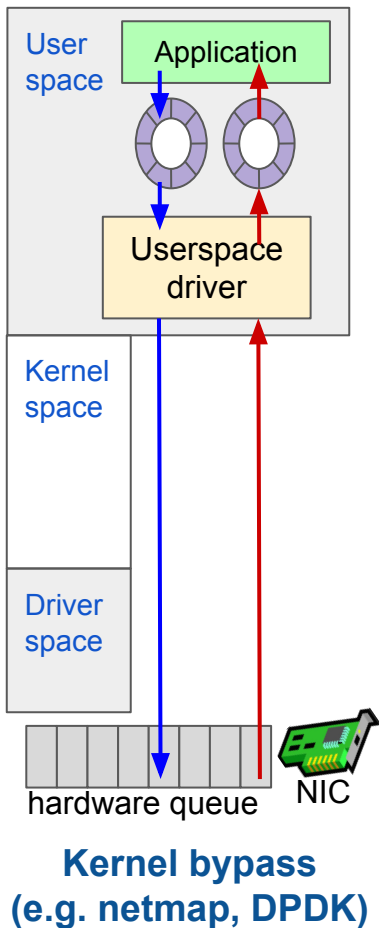 User
space
Application
Userspace
driver
Kernel
space
Driver
space
hardware queue
NIC
Kernel bypass
(e.g. netmap, DPDK)